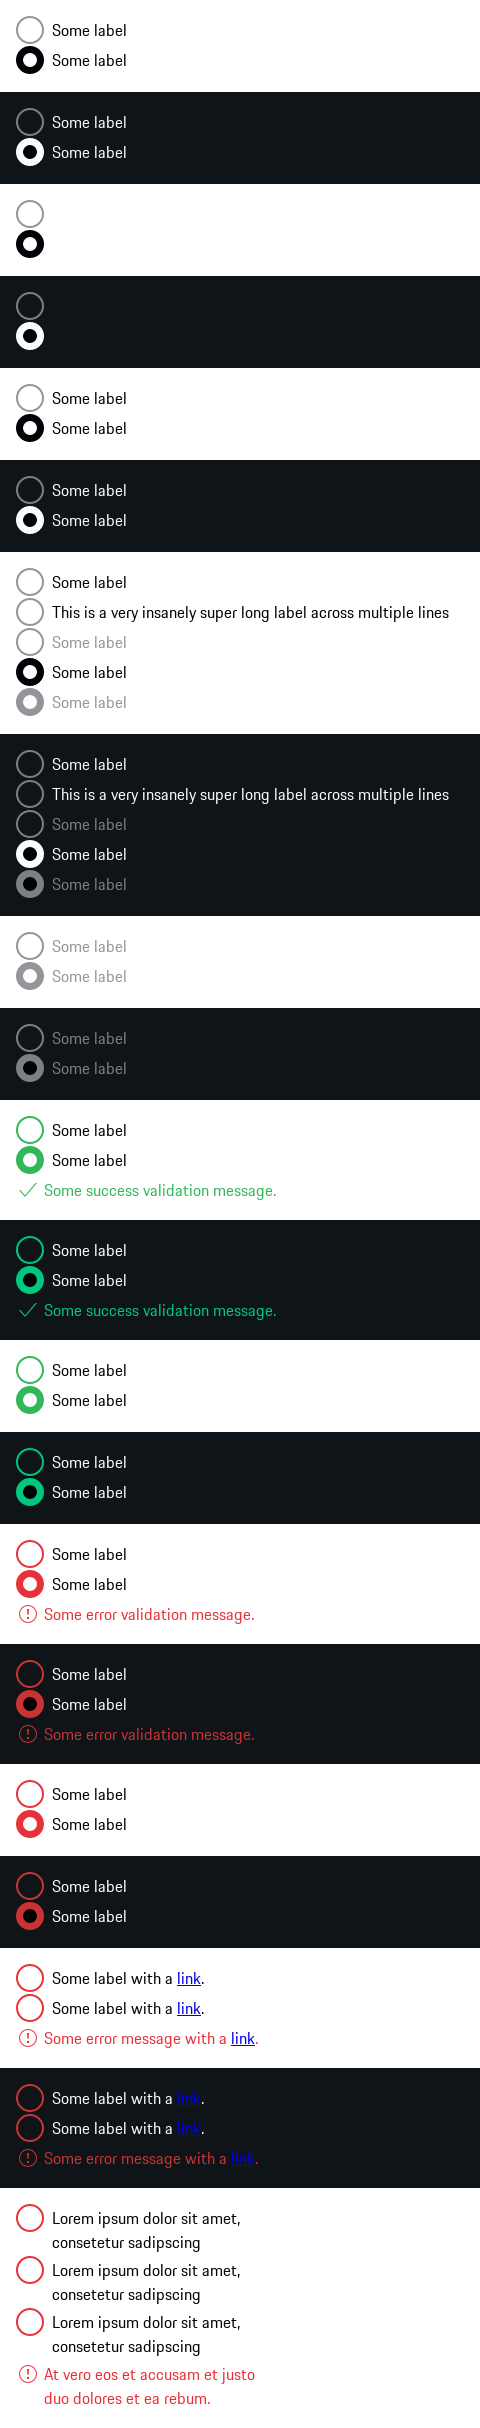 Some label
Some label
Some label
Some label
Some label
Some label
Some label
Some label
Some label
This is a very insanely super long label across multiple lines
Some label
Some label
Some label
Some label
This is a very insanely super long label across multiple lines
Some label
Some label
Some label
Some label
Some label
Some label
Some label
Some label
Some label
Some success validation message.
Some label
Some label
Some success validation message.
Some label
Some label
Some label
Some label
Some label
Some label
Some error validation message.
Some label
Some label
Some error validation message.
Some label
Some label
Some label
Some label
Some label with a link.
Some label with a link.
Some error message with a link.
Some label with a link.
Some label with a link.
Some error message with a link.
Lorem ipsum dolor sit amet,
consetetur sadipscing
Lorem ipsum dolor sit amet,
consetetur sadipscing
Lorem ipsum dolor sit amet,
consetetur sadipscing
At vero eos et accusam et justo
duo dolores et ea rebum.